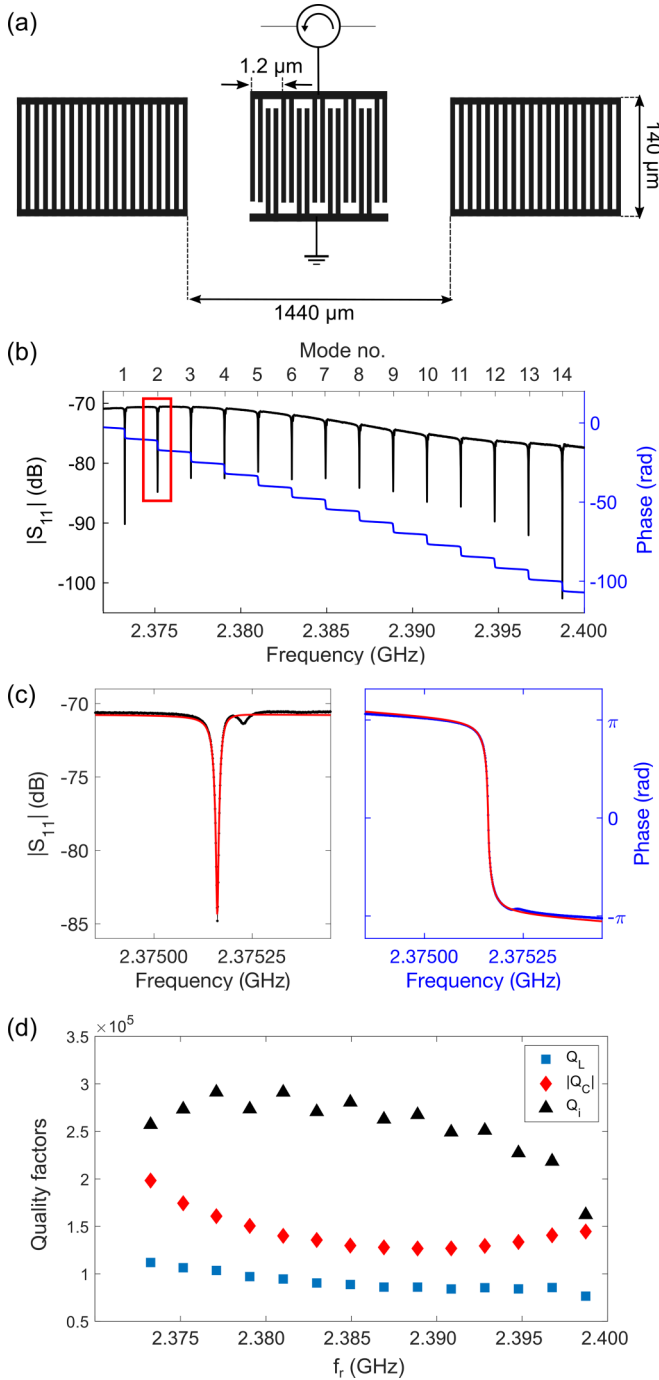 (a)
1.2 µm
140 µm
1440 µm
(b)
Mode no.
1 2 3 4 5 6 7 8 9 10 11 12 13 14
-70
-80
-90
-100
|S11| (dB)
0
-50
-100
Phase (rad)
2.375 2.380 2.385 2.390 2.395 2.400
Frequency (GHz)
(c)
-70
-75
-80
-85
|S11| (dB)
2.37500 2.37525
Frequency (GHz)
π
0
-π
Phase (rad)
2.37500 2.37525
Frequency (GHz)
(d)
× 10^5
3.5
3
2.5
2
1.5
1
0.5
Quality factors
QL
|QC|
Qi
2.375 2.380 2.385 2.390 2.395 2.400
fr (GHz)